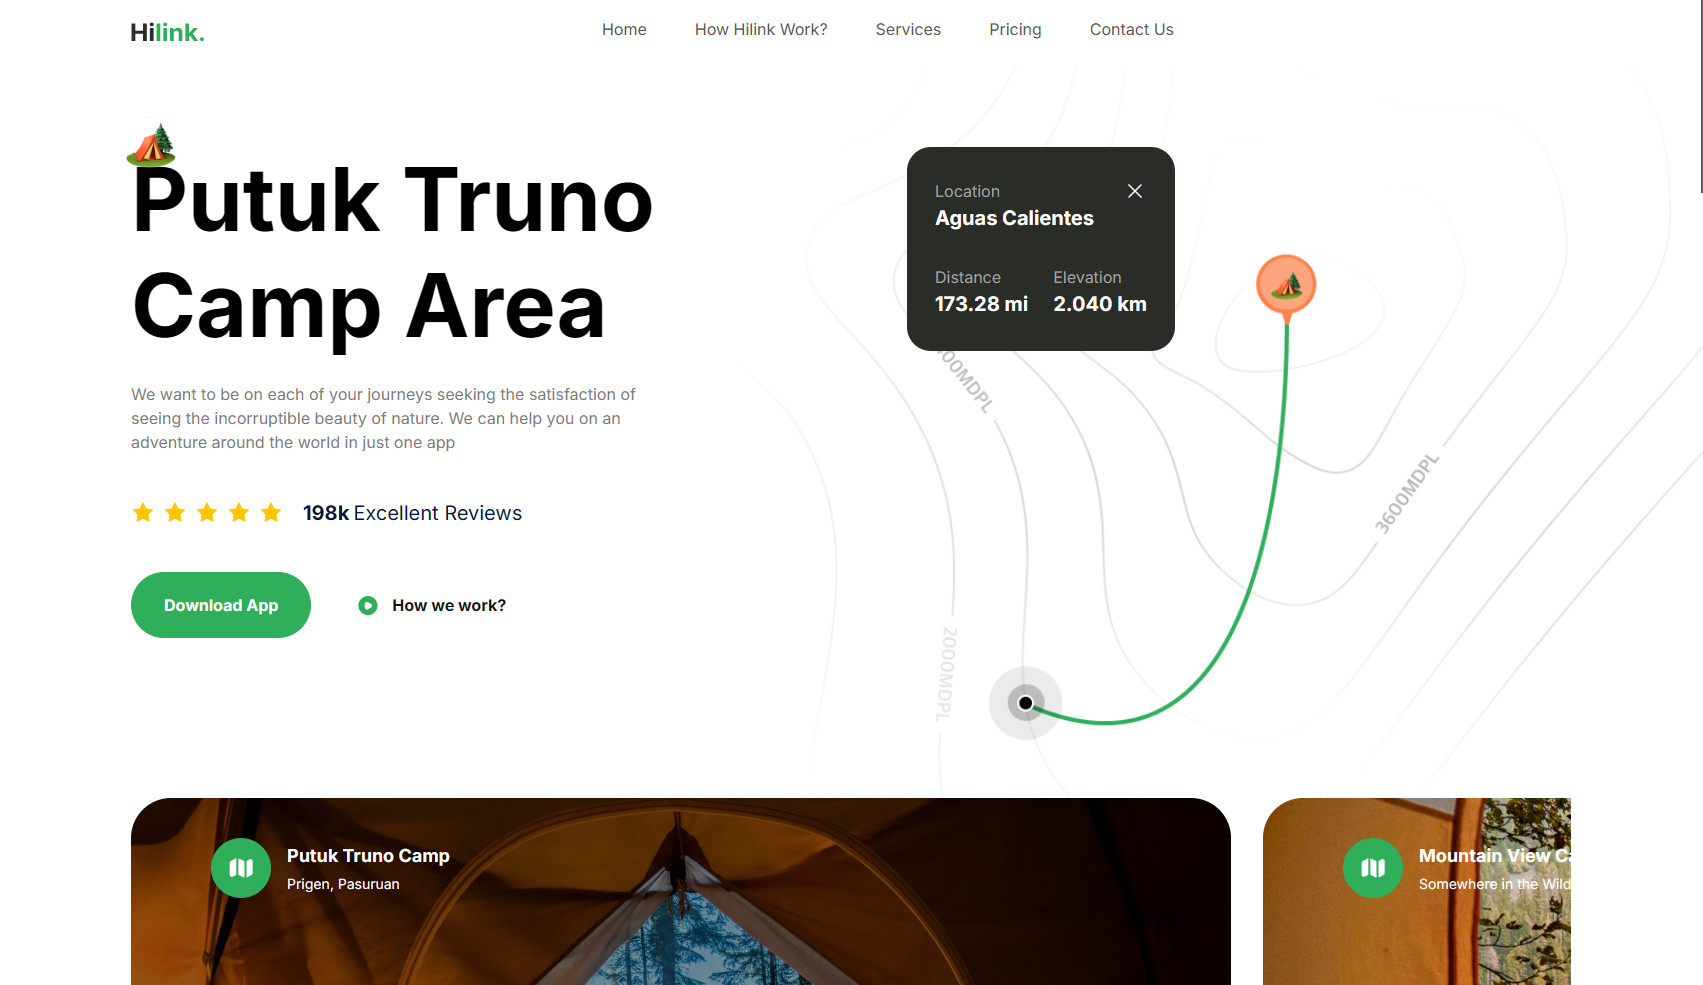 Hilink.
Home
How Hilink Work?
Services
Pricing
Contact Us
Putuk Truno
Camp Area
We want to be on each of your journeys seeking the satisfaction of
seeing the incorruptible beauty of nature. We can help you on an
adventure around the world in just one app
198k Excellent Reviews
Download App
How we work?
Location
Aguas Calientes
Distance
Elevation
173.28 mi
2.040 km
00MDPL
3600MDPL
2000MDPL
Putuk Truno Camp
Prigen, Pasuruan
Mountain View
Somewhere in the Wild